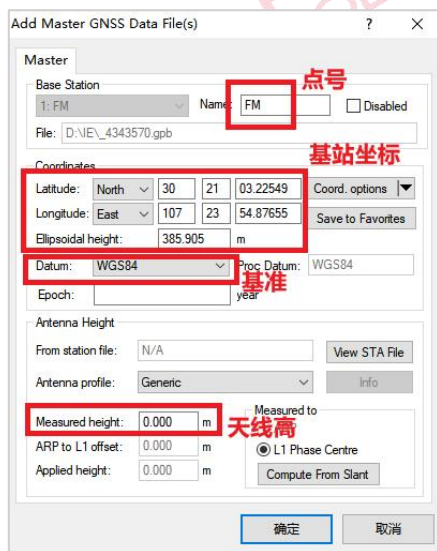 Add Master GNSS Data File(s) ? ×
Master
Base Station
点号
1: FM Name: FM Disabled
File: D:\IE\_4343570.gpb
基站坐标
Coordinates
Latitude: North 30 21 03.22549 Coord. options
Longitude: East 107 23 54.87655 Save to Favorites
Ellipsoidal height: 385.905 m
Datum: WGS84 Proc Datum: WGS84
基准
Epoch: year
Antenna Height
From station file: N/A View STA File
Antenna profile: Generic Info
Measured to
Measured height: 0.000 m
天线高
ARP to L1 offset: 0.000 m L1 Phase Centre
Applied height: 0.000 m Compute From Slant
确定 取消